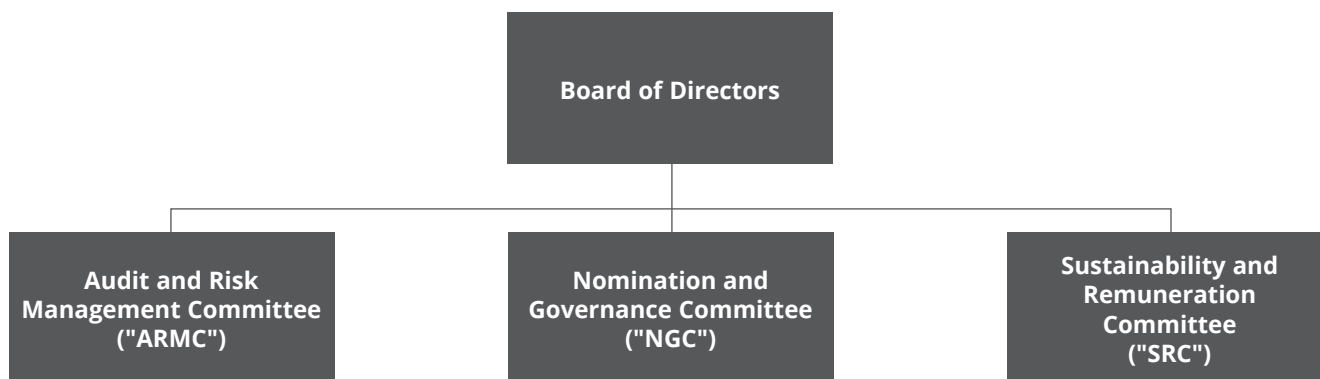 Board of Directors
Audit and Risk
Management Committee
("ARMC")
Nomination and
Governance Committee
("NGC")
Sustainability and
Remuneration
Committee
("SRC")